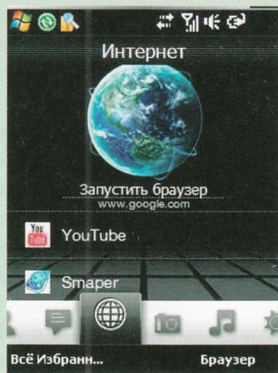 Интернет
Запустить браузер
www.google.com
You
Tube
YouTube
Smaper
Всё Избранн...
Браузер